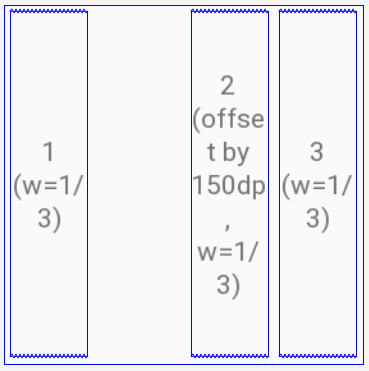 1
(w=1/
3)
2
(offse
t by
150dp
,
w=1/
3)
3
(w=1/
3)